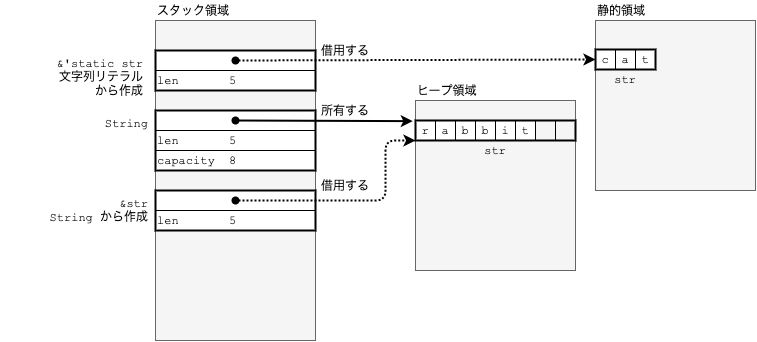 スタック領域
静的領域
借用する
&'static str
文字列リテラル
から作成
len 5
c a t
str
ヒープ領域
所有する
String
len 5
capacity 8
r a b b i t
str
借用する
&str
String から作成
len 5